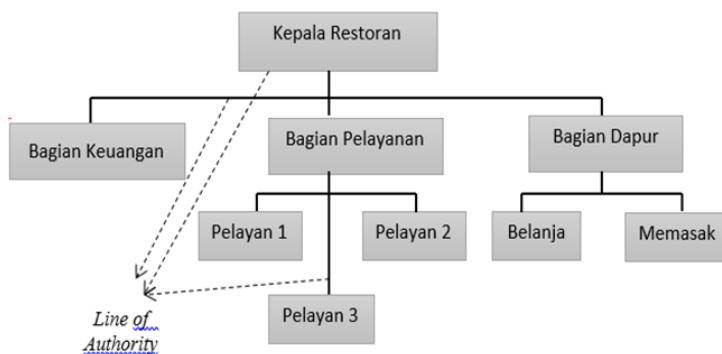 Kepala Restoran
Bagian Keuangan
Bagian Pelayanan
Bagian Dapur
Pelayan 1
Pelayan 2
Belanja
Memasak
Pelayan 3
Line of
Authority